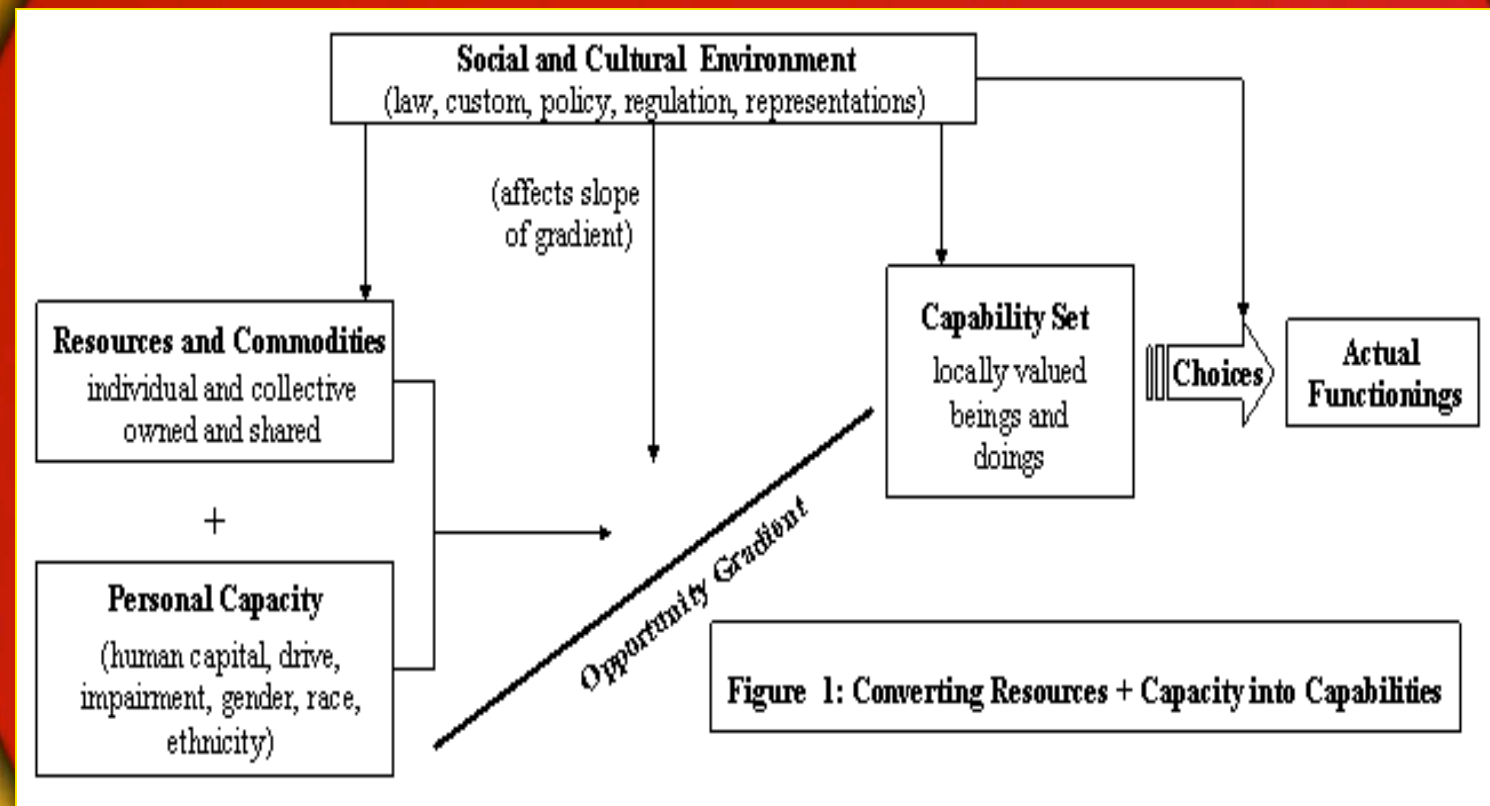 Social and Cultural Environment
(law, custom, policy, regulation, representations)
(affects slope
of gradient)
Resources and Commodities
individual and collective
owned and shared
+
Personal Capacity
(human capital, drive,
impairment, gender, race,
ethnicity)
Opportunity Gradient
Capability Set
locally valued
beings and
doings
Choices
Actual
Functionings
Figure 1: Converting Resources + Capacity into Capabilities